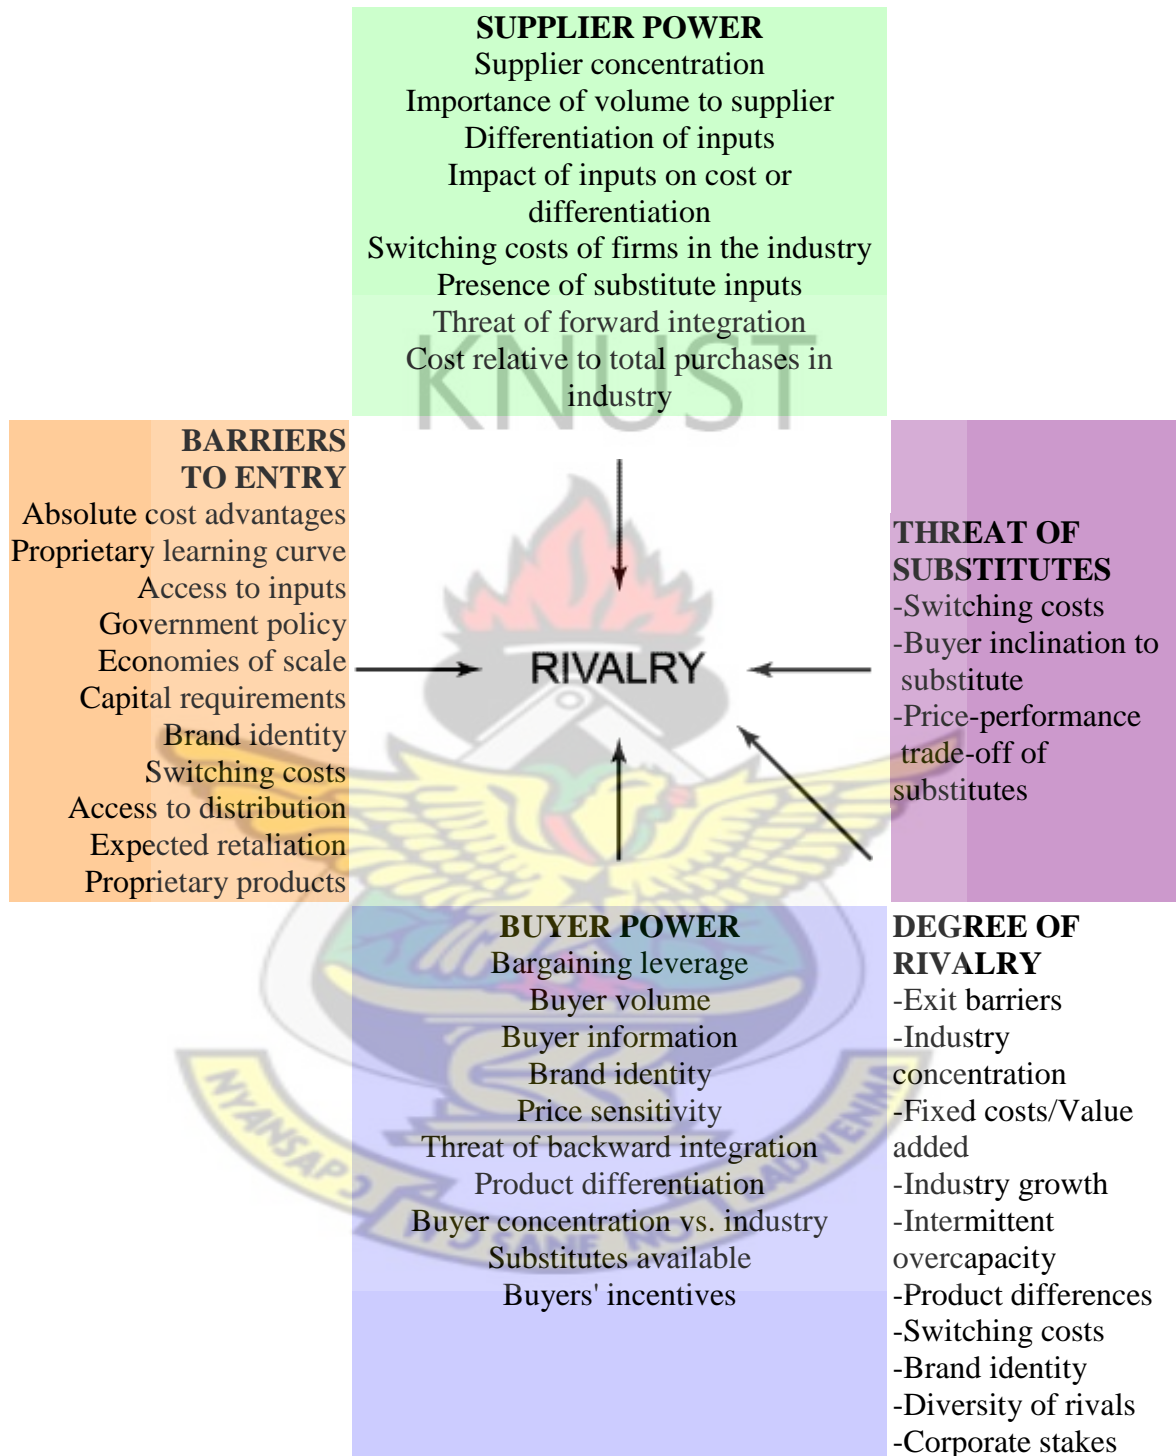 SUPPLIER POWER
Supplier concentration
Importance of volume to supplier
Differentiation of inputs
Impact of inputs on cost or
differentiation
Switching costs of firms in the industry
Presence of substitute inputs
Threat of forward integration
Cost relative to total purchases in
industry
KNUST
BARRIERS
TO ENTRY
Absolute cost advantages
Proprietary learning curve
Access to inputs
Government policy
Economies of scale
Capital requirements
Brand identity
Switching costs
Access to distribution
Expected retaliation
Proprietary products
RIVALRY
THREAT OF
SUBSTITUTES
-Switching costs
-Buyer inclination to
substitute
-Price-performance
trade-off of
substitutes
BUYER POWER
Bargaining leverage
Buyer volume
Buyer information
Brand identity
Price sensitivity
Threat of backward integration
Product differentiation
Buyer concentration vs. industry
Substitutes available
Buyers' incentives
DEGREE OF
RIVALRY
-Exit barriers
-Industry
concentration
-Fixed costs/Value
added
-Industry growth
-Intermittent
overcapacity
-Product differences
-Switching costs
-Brand identity
-Diversity of rivals
-Corporate stakes
NYANSAPƆ SANE NO